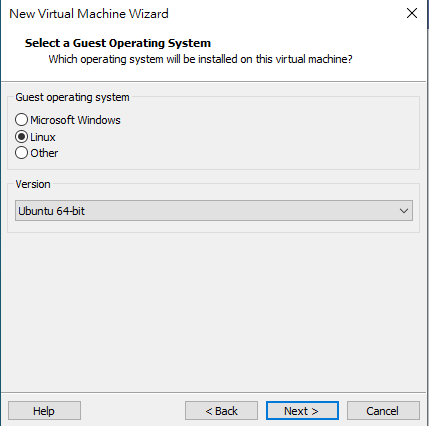 New Virtual Machine Wizard
Select a Guest Operating System
Which operating system will be installed on this virtual machine?
Guest operating system
Microsoft Windows
Linux
Other
Version
Ubuntu 64-bit
Help
< Back
Next >
Cancel